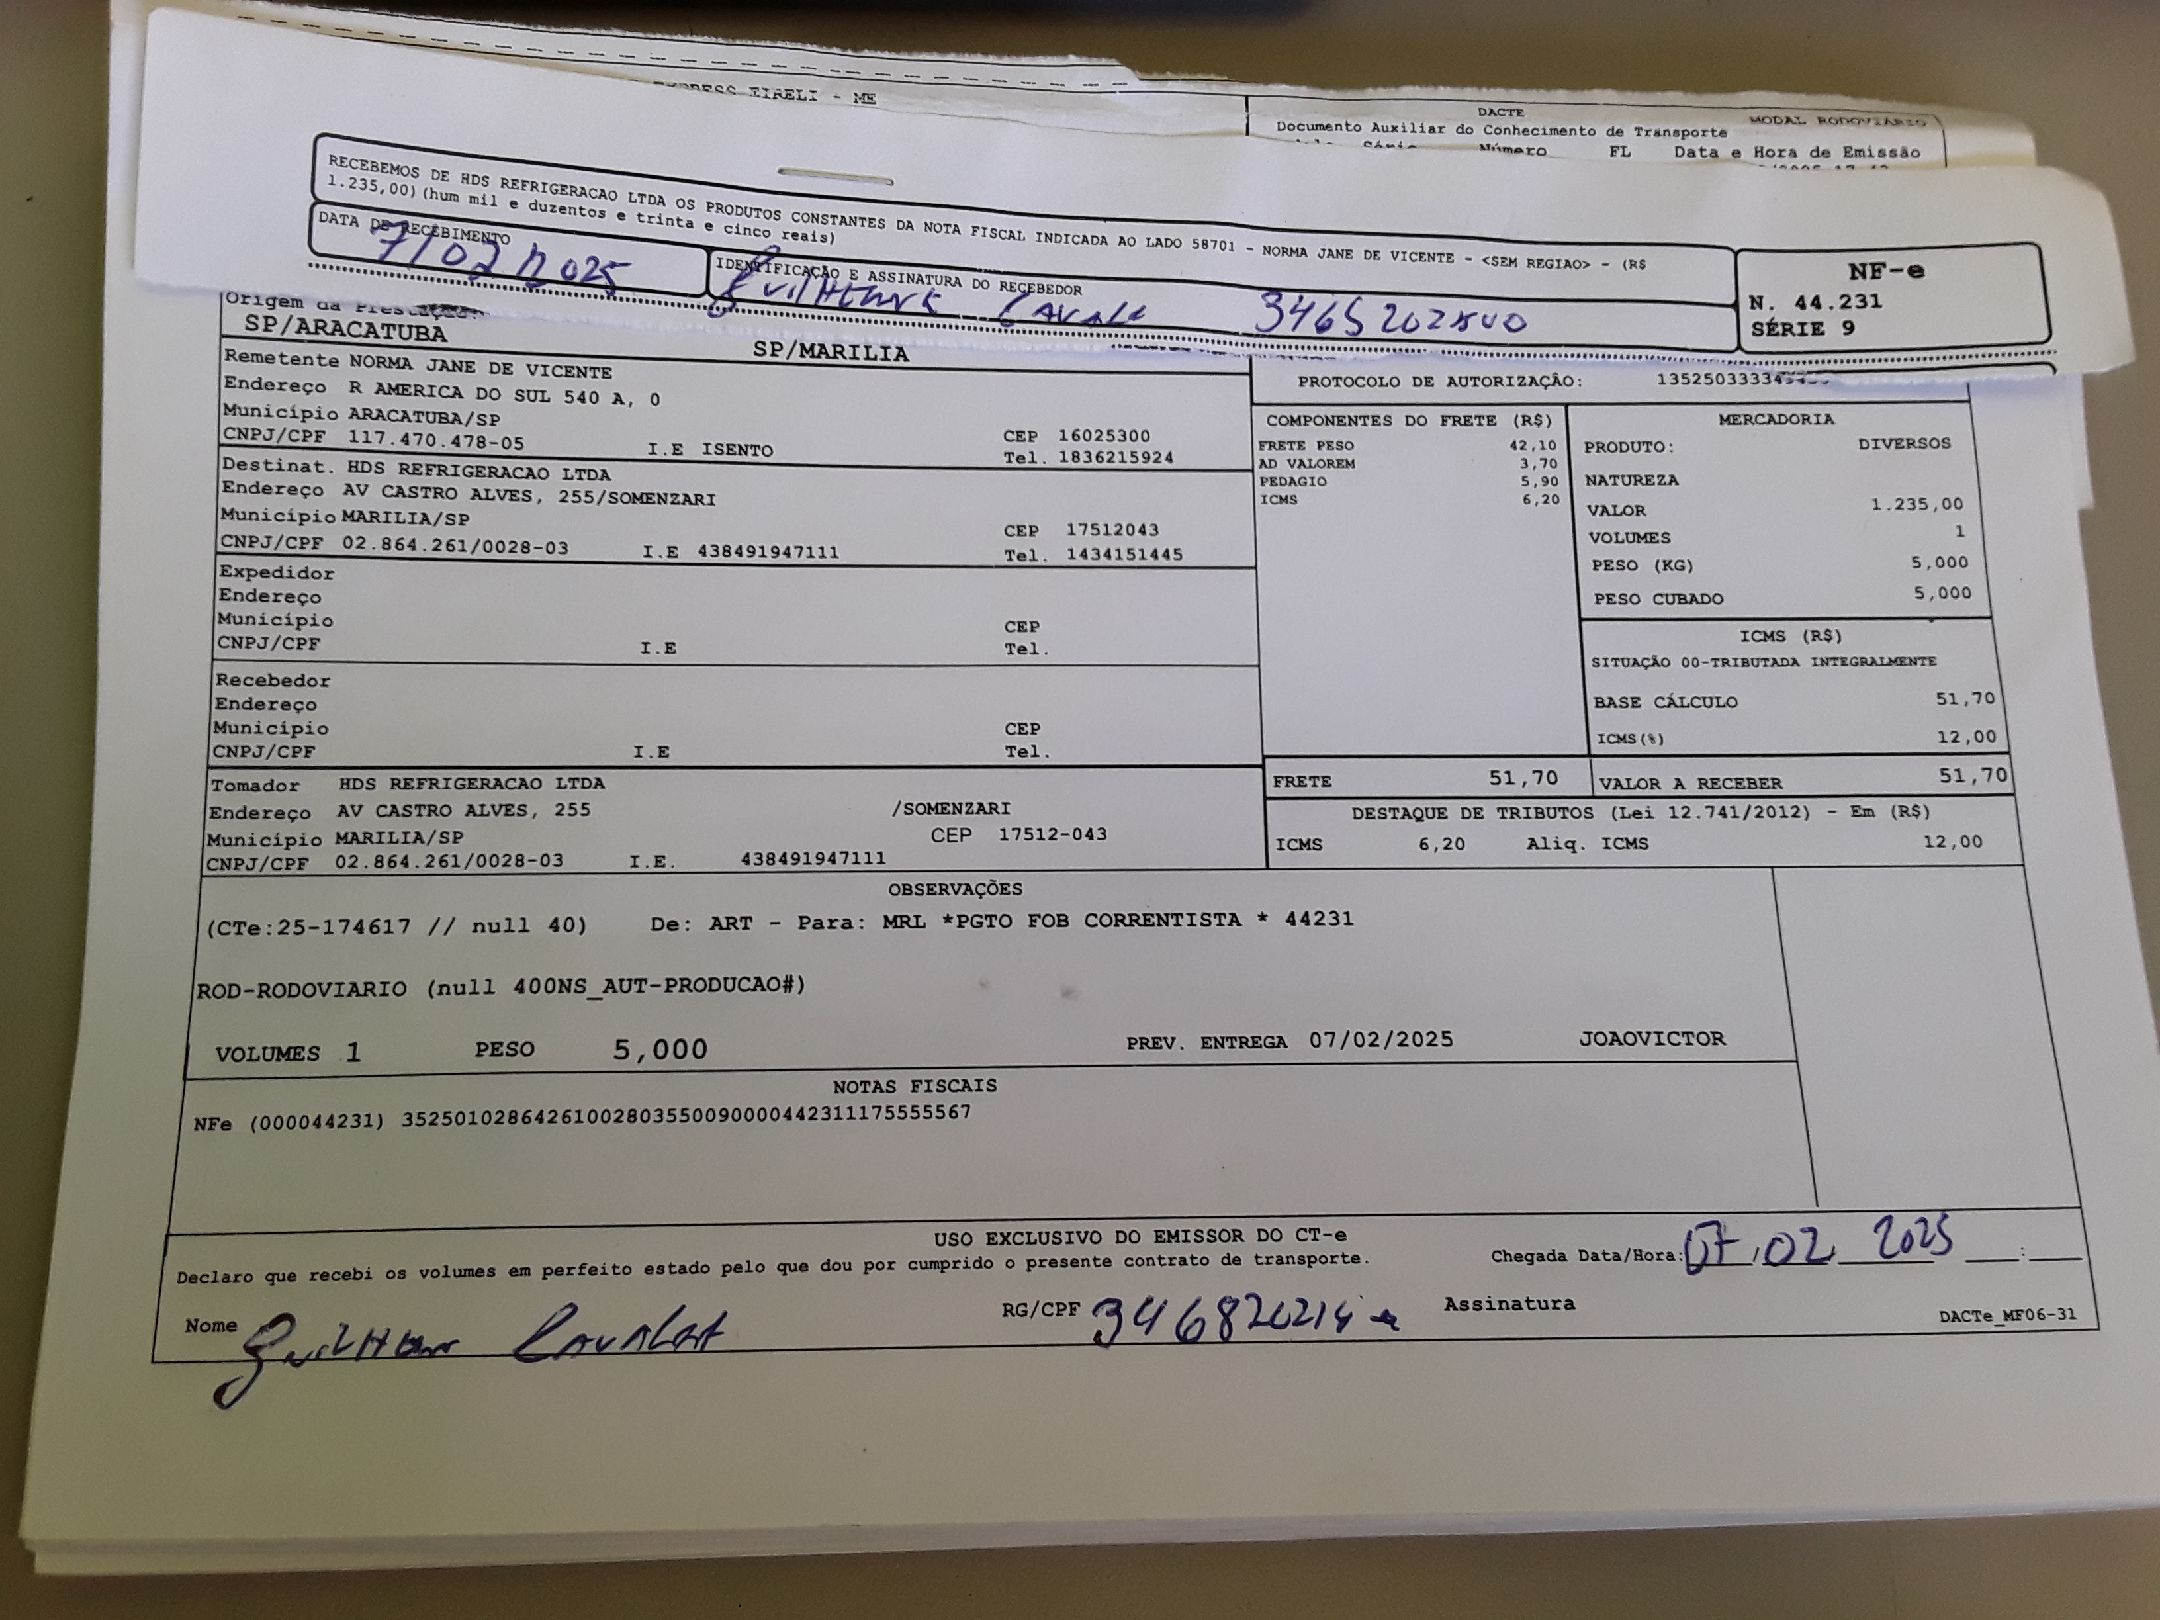 EXPRESS EIRELI - ME
DACTE
MODAL RODOVIARIO
Documento Auxiliar do Conhecimento de Transporte
Número FL Data e Hora de Emissão
RECEBEMOS DE HDS REFRIGERACAO LTDA OS PRODUTOS CONSTANTES DA NOTA FISCAL INDICADA AO LADO 58701 - NORMA JANE DE VICENTE - <SEM REGIAO> - (R$
1.235,00)(hum mil e duzentos e trinta e cinco reais)
DATA DE RECEBIMENTO
7/02/2025
IDENTIFICAÇÃO E ASSINATURA DO RECEBEDOR
Guilherme
NF-e
N. 44.231
SÉRIE 9
Origem da Prestação
SP/ARACATUBA
SP/MARILIA
Remetente NORMA JANE DE VICENTE
Endereço R AMERICA DO SUL 540 A, 0
Município ARACATUBA/SP
CEP 16025300
CNPJ/CPF 117.470.478-05 I.E ISENTO
Tel. 1836215924
Destinat. HDS REFRIGERACAO LTDA
Endereço AV CASTRO ALVES, 255/SOMENZARI
Município MARILIA/SP
CEP 17512043
CNPJ/CPF 02.864.261/0028-03 I.E 438491947111
Tel. 1434151445
Expedidor
Endereço
Município
CEP
CNPJ/CPF I.E Tel.
Recebedor
Endereço
Município
CEP
CNPJ/CPF I.E Tel.
Tomador HDS REFRIGERACAO LTDA
Endereço AV CASTRO ALVES, 255 /SOMENZARI
Município MARILIA/SP CEP 17512-043
CNPJ/CPF 02.864.261/0028-03 I.E. 438491947111
PROTOCOLO DE AUTORIZAÇÃO:
COMPONENTES DO FRETE (R$)
FRETE PESO 42,10
AD VALOREM 3,70
PEDAGIO 5,90
ICMS 6,20
MERCADORIA
PRODUTO: DIVERSOS
NATUREZA
VALOR 1.235,00
VOLUMES 1
PESO (KG) 5,000
PESO CUBADO 5,000
ICMS (R$)
SITUAÇÃO 00-TRIBUTADA INTEGRALMENTE
BASE CÁLCULO 51,70
ICMS(%) 12,00
FRETE 51,70 VALOR A RECEBER 51,70
DESTAQUE DE TRIBUTOS (Lei 12.741/2012) - Em (R$)
ICMS 6,20 Aliq. ICMS 12,00
OBSERVAÇÕES
(CTe:25-174617 // null 40) De: ART - Para: MRL *PGTO FOB CORRENTISTA * 44231
ROD-RODOVIARIO (null 400NS_AUT-PRODUCAO#)
VOLUMES 1 PESO 5,000 PREV. ENTREGA 07/02/2025 JOAOVICTOR
NOTAS FISCAIS
NFe (000044231) 35250102864261002803550090000442311175555567
USO EXCLUSIVO DO EMISSOR DO CT-e
Declaro que recebi os volumes em perfeito estado pelo que dou por cumprido o presente contrato de transporte.
Chegada Data/Hora: 07/02 2025 :
Nome Guilherme
RG/CPF
Assinatura
DACTe_MF06-31